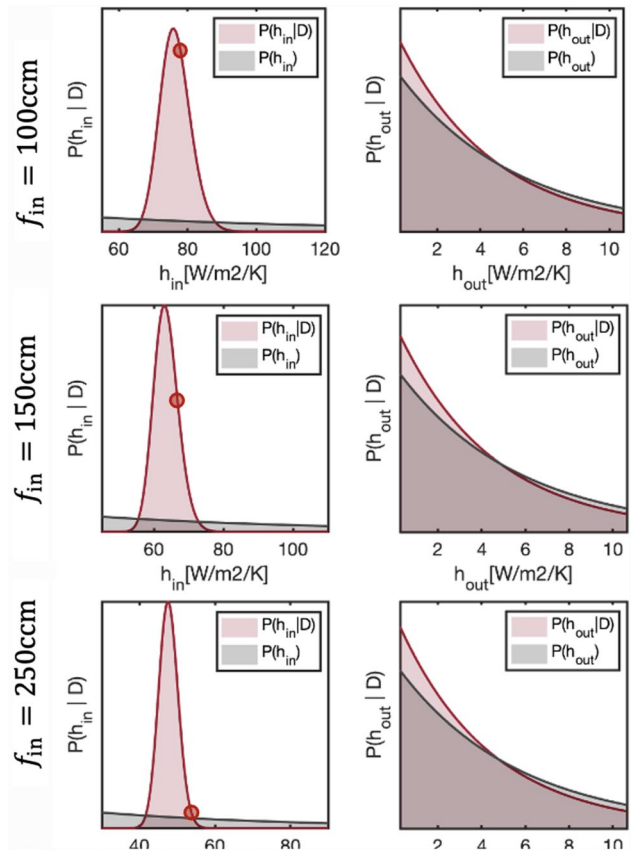 f_in = 100ccm
P(h_in | D)
P(h_in|D)
P(h_in)
60 80 100 120
h_in[W/m2/K]
P(h_out | D)
P(h_out|D)
P(h_out)
2 4 6 8 10
h_out[W/m2/K]
f_in = 150ccm
P(h_in | D)
P(h_in|D)
P(h_in)
60 80 100
h_in[W/m2/K]
P(h_out | D)
P(h_out|D)
P(h_out)
2 4 6 8 10
h_out[W/m2/K]
f_in = 250ccm
P(h_in | D)
P(h_in|D)
P(h_in)
40 60 80
P(h_out | D)
P(h_out|D)
P(h_out)
2 4 6 8 10